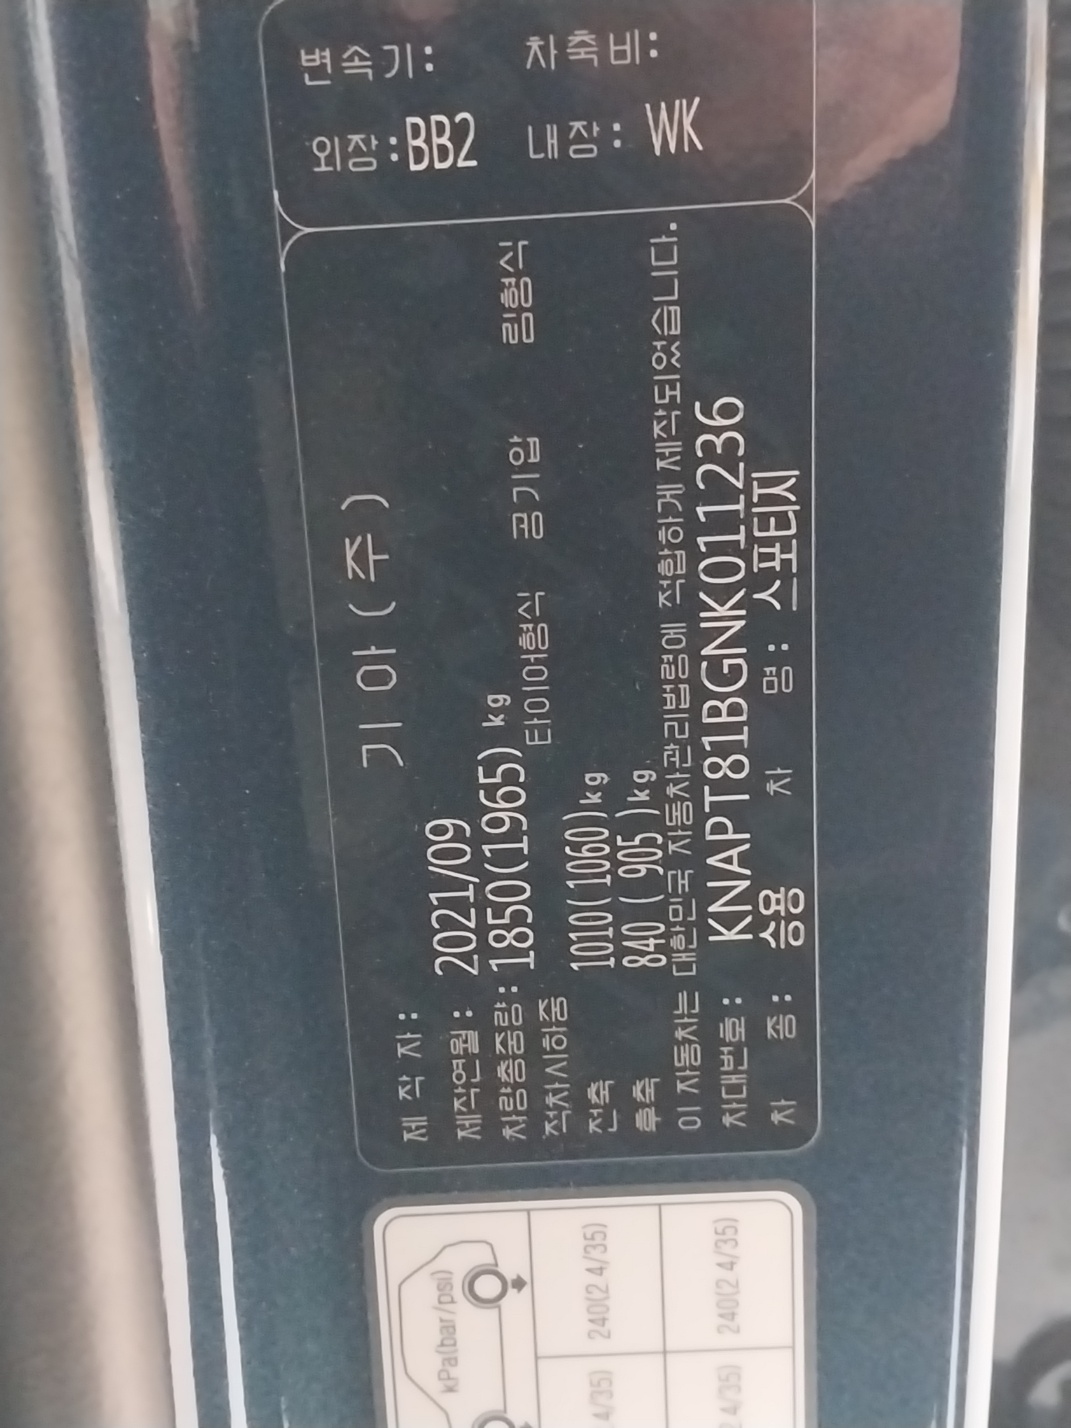 기 아 ( 주 )
제 작 자 :
제작연월 : 2021/09
차량총중량 : 1850(1965) kg
적차시하중 타이어형식 공기압 림형식
전축 1010(1060)kg
후축 840 ( 905 )kg
이 자동차는 대한민국 자동차관리법령에 적합하게 제작되었습니다.
차대번호 : KNAPT81BGNK011236
차 종 : 승용 차 명 : 스포티지
변속기: 차축비:
외장:BB2 내장: WK
kPa(bar/psi)
4/35) 240(2.4/35)
2.4/35) 240(2.4/35)